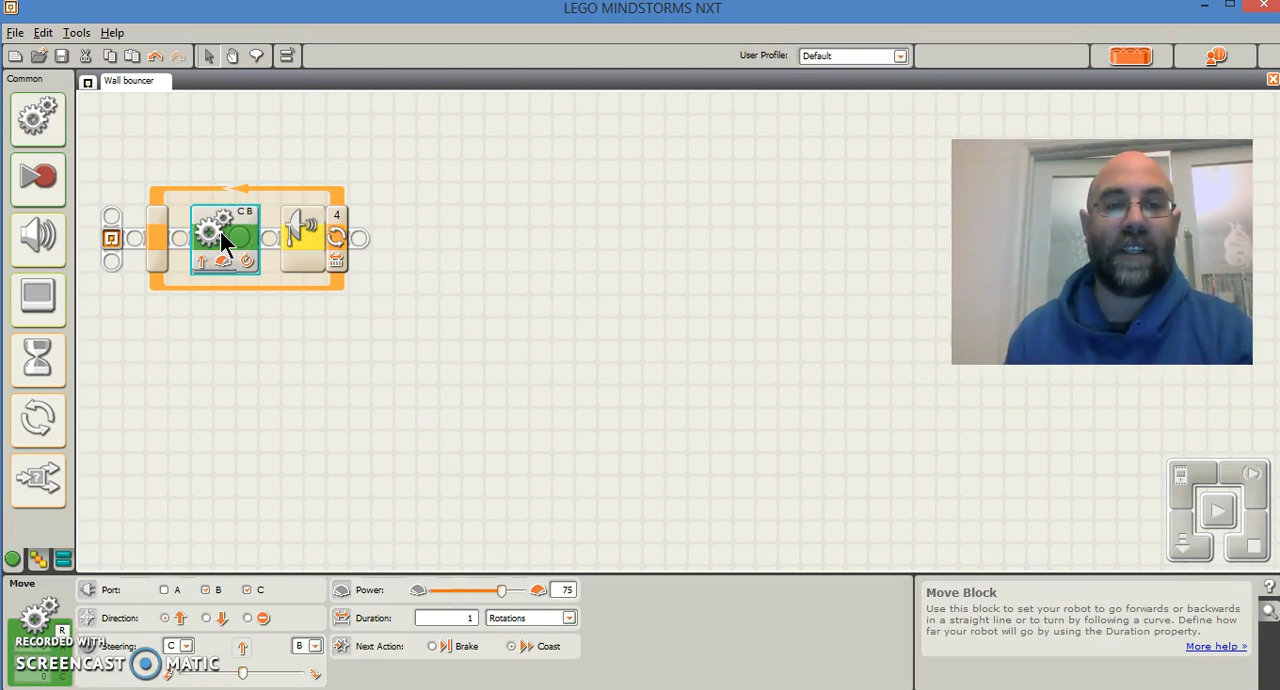 LEGO MINDSTORMS NXT
File Edit Tools Help
User Profile: Default
Common
Wall bouncer
C B
4
Move
Port: A B C
Direction:
Steering: C B
Power: 75
Duration: 1 Rotations
Next Action: Brake Coast
R
0 C
RECORDED WITH
SCREENCAST MATIC
Move Block
Use this block to set your robot to go forwards or backwards
in a straight line or to turn by following a curve. Define how
far your robot will go by using the Duration property.
More help »
?